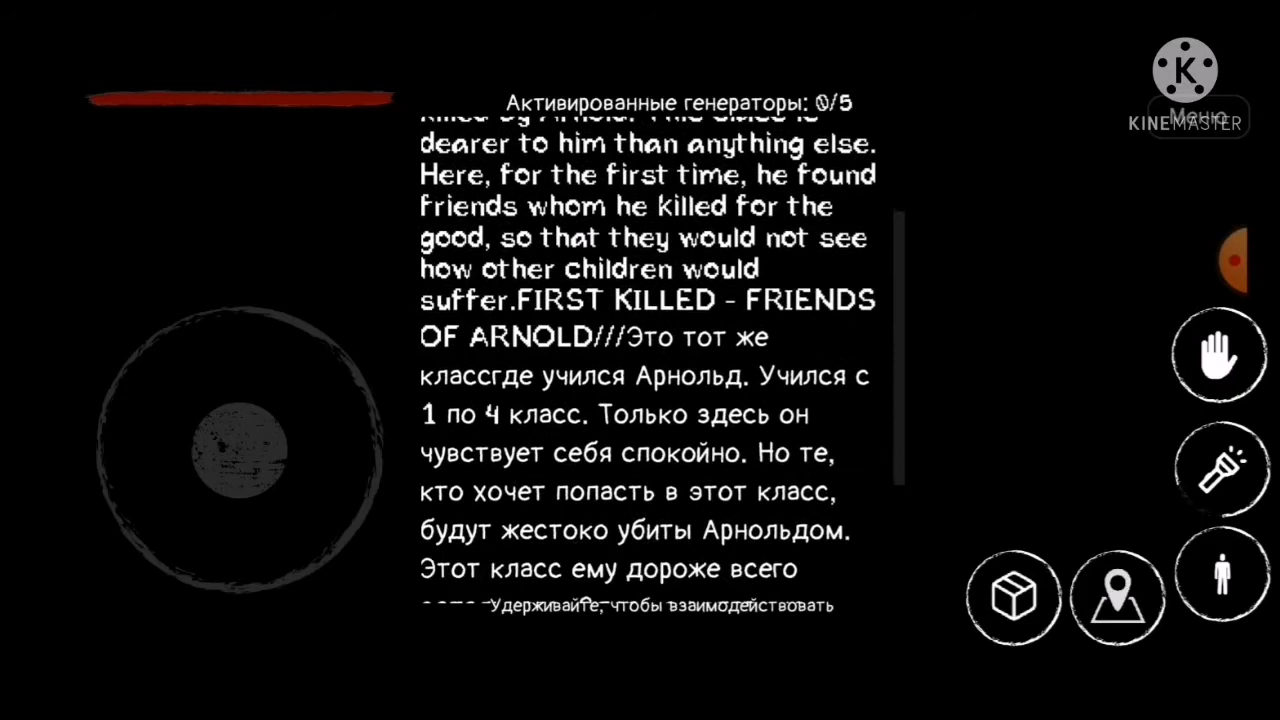 Активированные генераторы: 0/5
K
Меню
KINEMASTER
dearer to him than anything else.
Here, for the first time, he found
friends whom he killed for the
good, so that they would not see
how other children would
suffer.FIRST KILLED - FRIENDS
OF ARNOLD///Это тот же
классгде учился Арнольд. Учился с
1 по 4 класс. Только здесь он
чувствует себя спокойно. Но те,
кто хочет попасть в этот класс,
будут жестоко убиты Арнольдом.
Этот класс ему дороже всего
Удерживайте, чтобы взаимодействовать